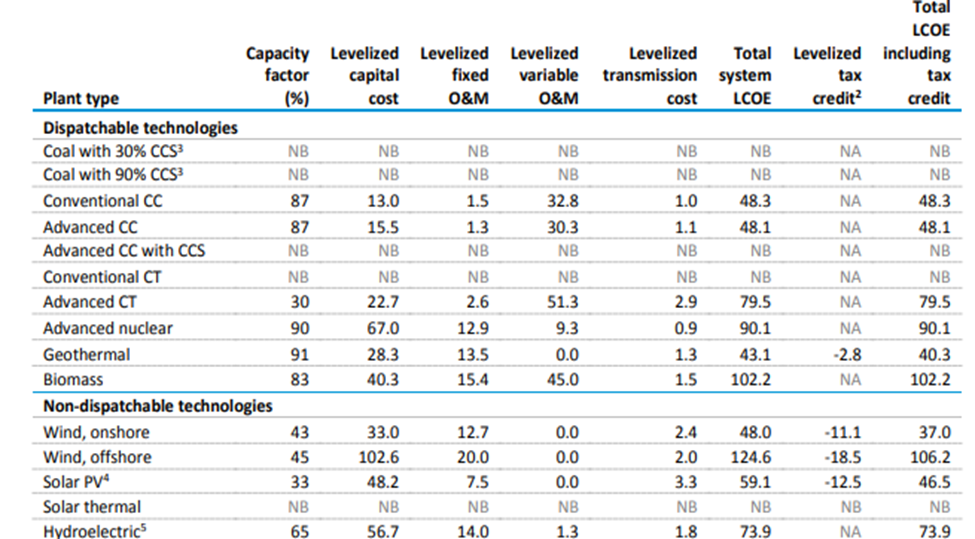 Total
LCOE
Capacity Levelized Levelized Levelized Levelized Total Levelized including
factor capital fixed variable transmission system tax tax
Plant type (%) cost O&M O&M cost LCOE credit² credit
Dispatchable technologies
Coal with 30% CCS³ NB NB NB NB NB NB NA NB
Coal with 90% CCS³ NB NB NB NB NB NB NA NB
Conventional CC 87 13.0 1.5 32.8 1.0 48.3 NA 48.3
Advanced CC 87 15.5 1.3 30.3 1.1 48.1 NA 48.1
Advanced CC with CCS NB NB NB NB NB NB NA NB
Conventional CT NB NB NB NB NB NB NA NB
Advanced CT 30 22.7 2.6 51.3 2.9 79.5 NA 79.5
Advanced nuclear 90 67.0 12.9 9.3 0.9 90.1 NA 90.1
Geothermal 91 28.3 13.5 0.0 1.3 43.1 -2.8 40.3
Biomass 83 40.3 15.4 45.0 1.5 102.2 NA 102.2
Non-dispatchable technologies
Wind, onshore 43 33.0 12.7 0.0 2.4 48.0 -11.1 37.0
Wind, offshore 45 102.6 20.0 0.0 2.0 124.6 -18.5 106.2
Solar PV⁴ 33 48.2 7.5 0.0 3.3 59.1 -12.5 46.5
Solar thermal NB NB NB NB NB NB NB NB
Hydroelectric⁵ 65 56.7 14.0 1.3 1.8 73.9 NA 73.9